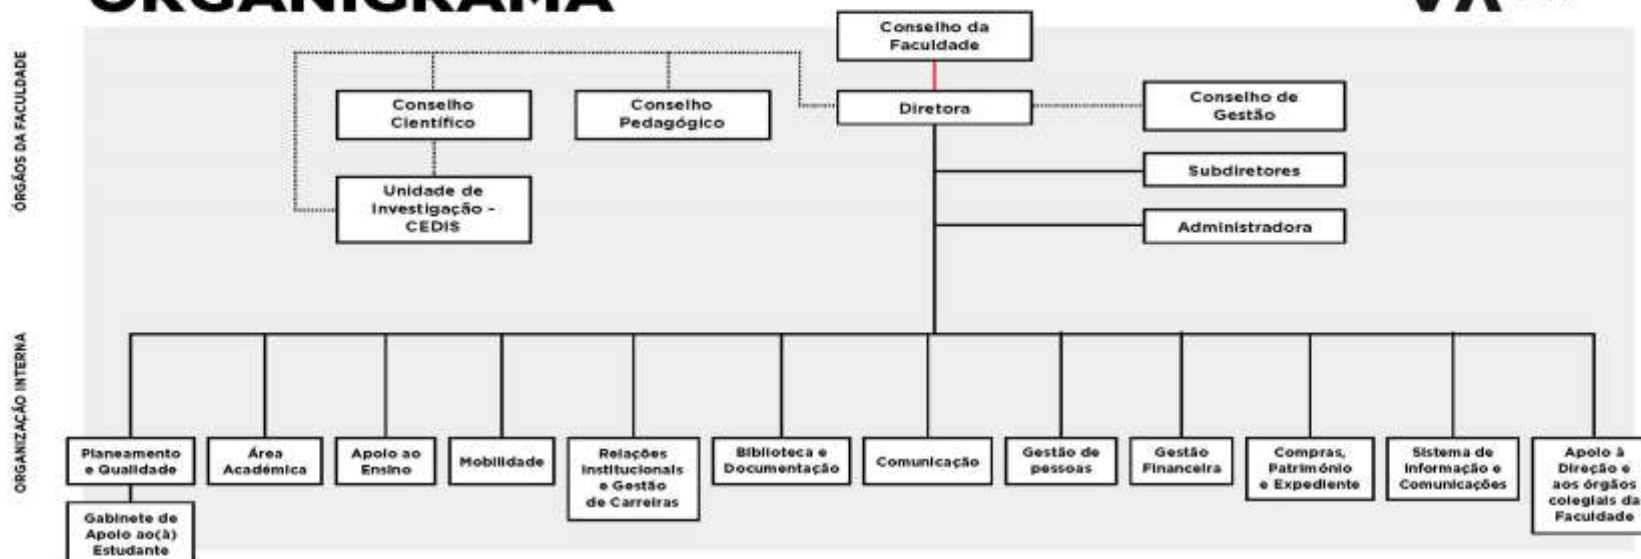 ORGANIGRAMA
Conselho da
Faculdade
ÓRGÃOS DA FACULDADE
Conselho
Científico
Conselho
Pedagógico
Diretora
Conselho de
Gestão
Unidade de
Investigação -
CEDIS
Subdiretores
Administradora
ORGANIZAÇÃO INTERNA
Planeamento
e Qualidade
Área
Académica
Apoio ao
Ensino
Mobilidade
Relações
Institucionais
e Gestão
de Carreiras
Biblioteca e
Documentação
Comunicação
Gestão de
pessoas
Gestão
Financeira
Compras,
Património
e Expediente
Sistema de
Informação e
Comunicações
Apoio à
Direção e
aos órgãos
colegiais da
Faculdade
Gabinete de
Apoio ao(à)
Estudante